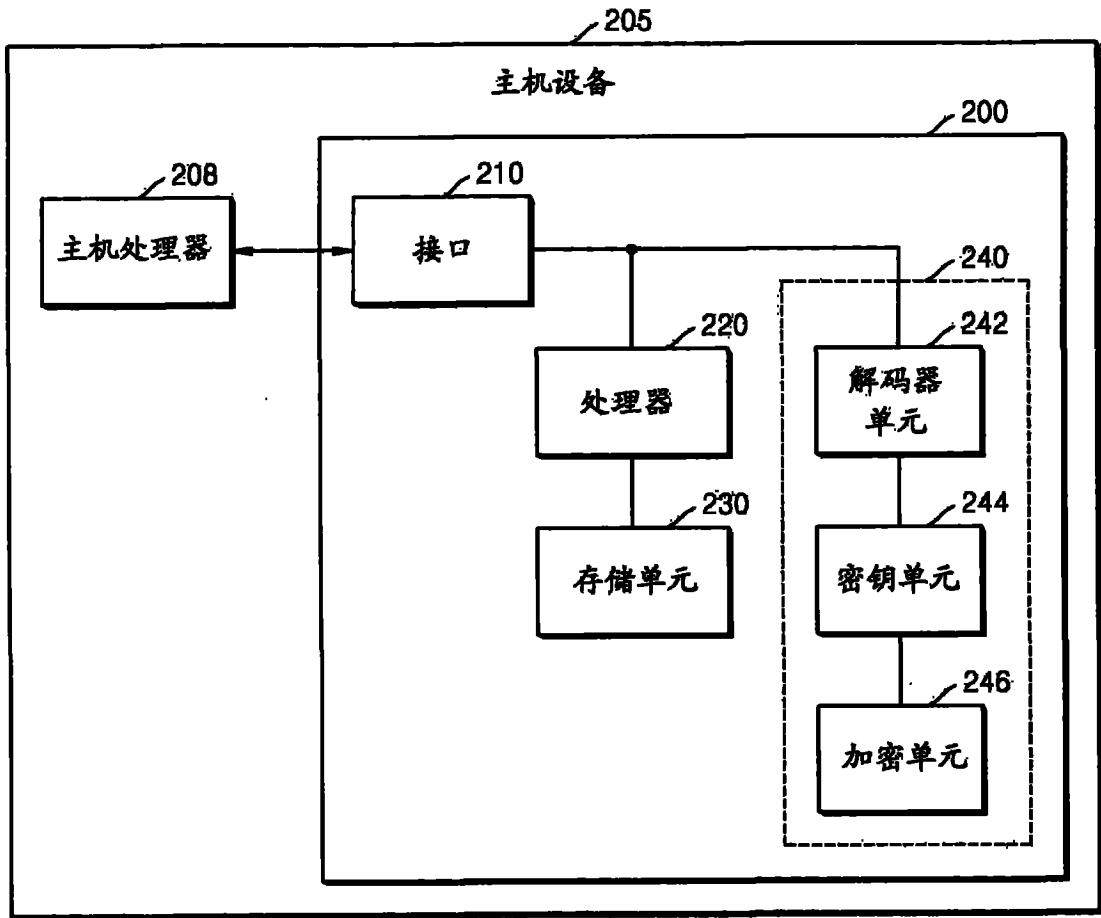 205
主机设备
200
208
210
主机处理器
接口
240
220
242
处理器
解码器
单元
230
244
存储单元
密钥单元
246
加密单元